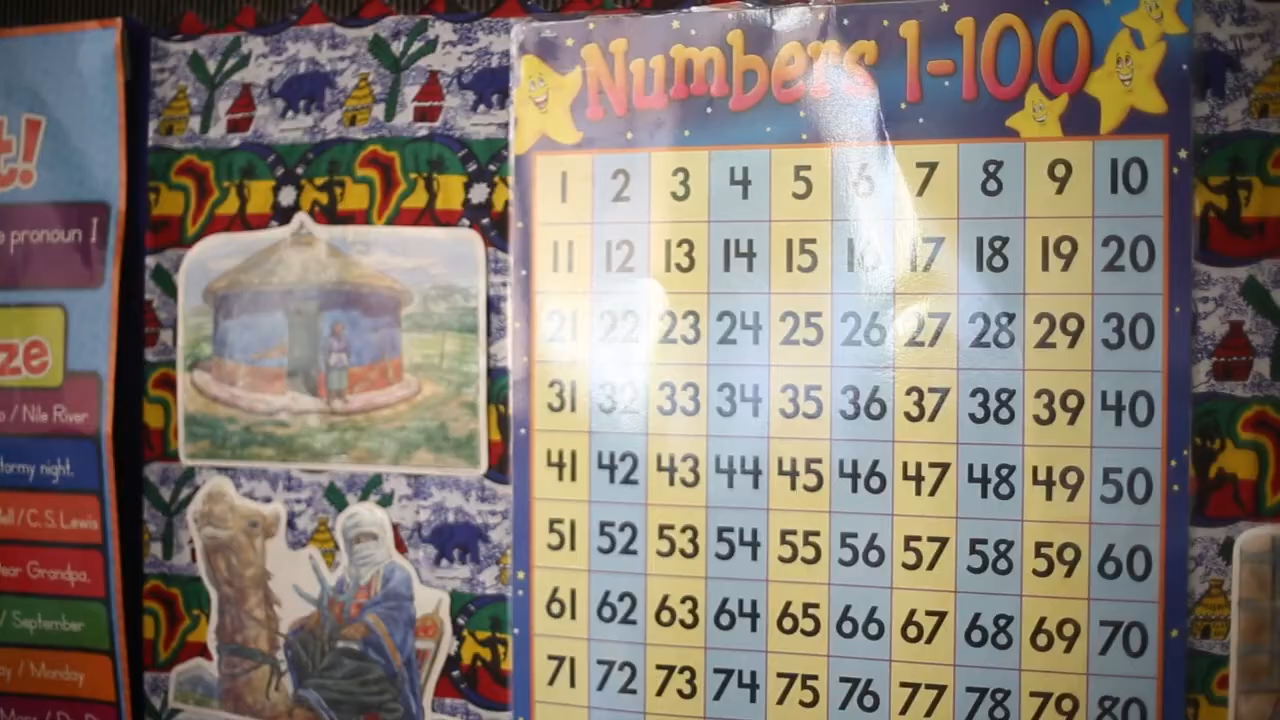 t!
pronoun I
ze
/ Nile River
stormy night.
/ C.S. Lewis
Dear Grandpa,
/ September
/ Monday
Numbers 1-100
1 2 3 4 5 6 7 8 9 10
11 12 13 14 15 16 17 18 19 20
21 22 23 24 25 26 27 28 29 30
31 32 33 34 35 36 37 38 39 40
41 42 43 44 45 46 47 48 49 50
51 52 53 54 55 56 57 58 59 60
61 62 63 64 65 66 67 68 69 70
71 72 73 74 75 76 77 78 79 80